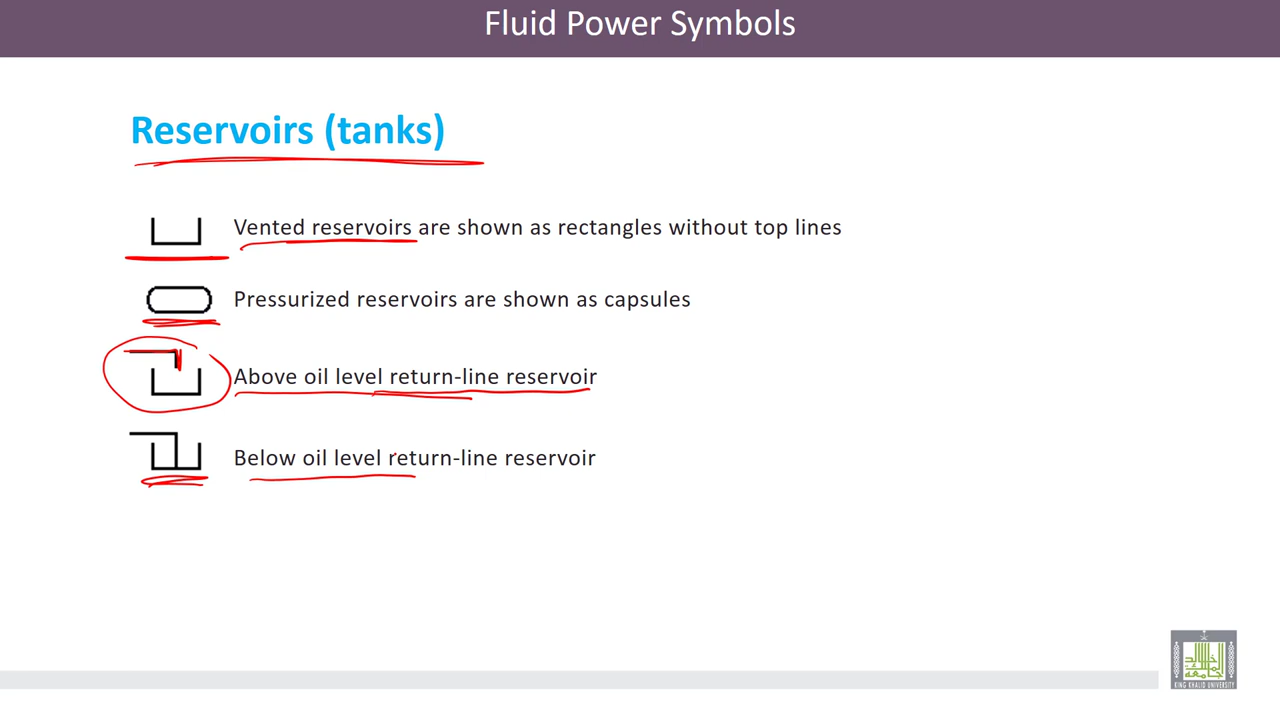 Fluid Power Symbols
Reservoirs (tanks)
Vented reservoirs are shown as rectangles without top lines
Pressurized reservoirs are shown as capsules
Above oil level return-line reservoir
Below oil level return-line reservoir
KING KHALID UNIVERSITY